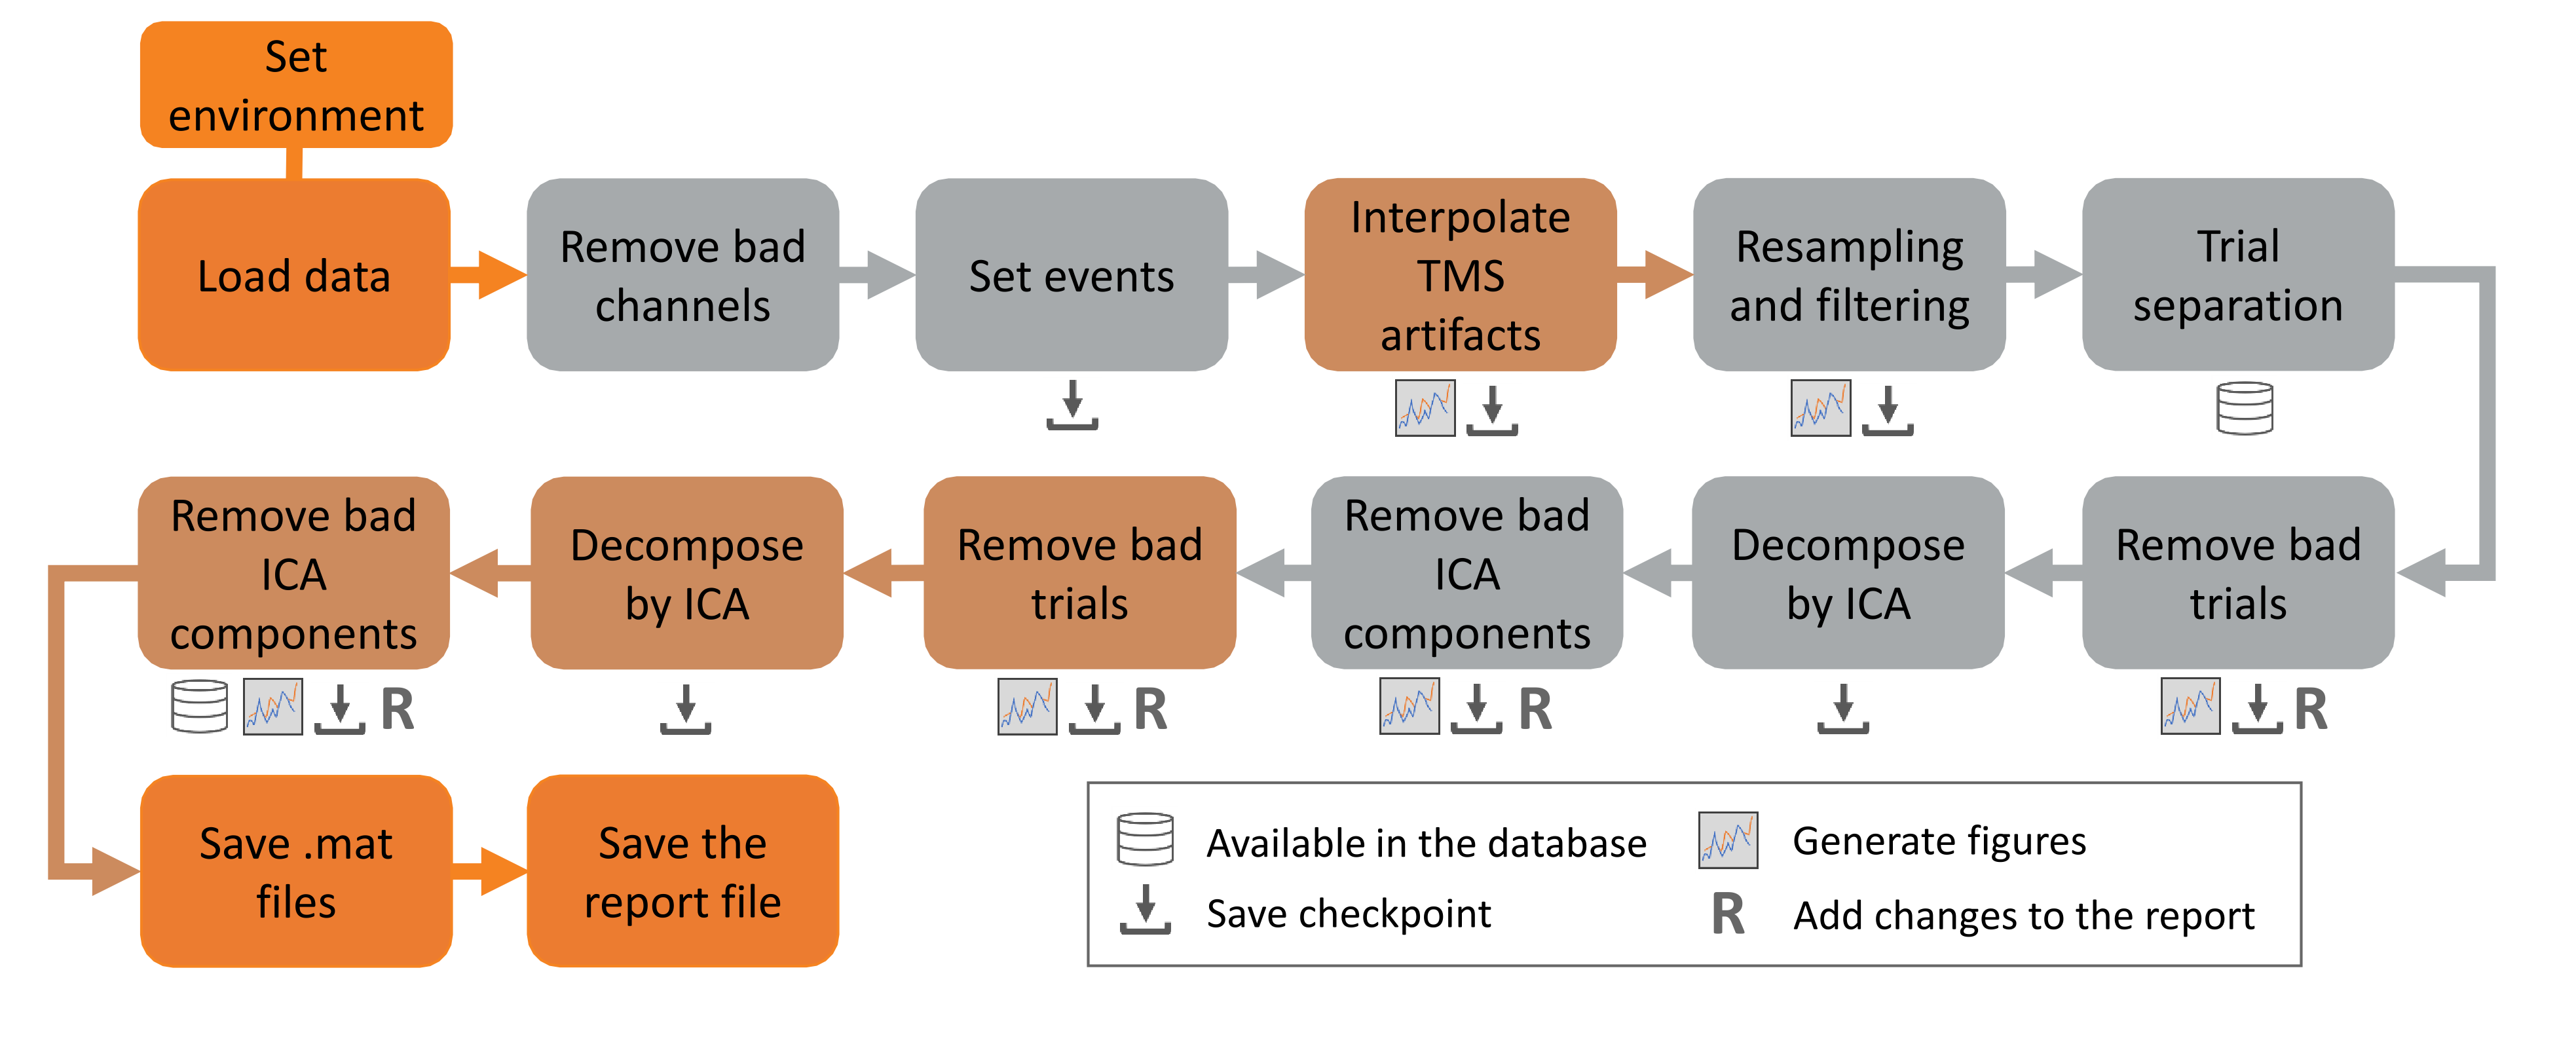 Set
environment
Load data
Remove bad
channels
Set events
Interpolate
TMS
artifacts
Resampling
and filtering
Trial
separation
Remove bad
trials
R
Decompose
by ICA
Remove bad
ICA
components
R
Remove bad
trials
R
Decompose
by ICA
Remove bad
ICA
components
R
Save .mat
files
Save the
report file
Available in the database
Generate figures
Save checkpoint
R Add changes to the report